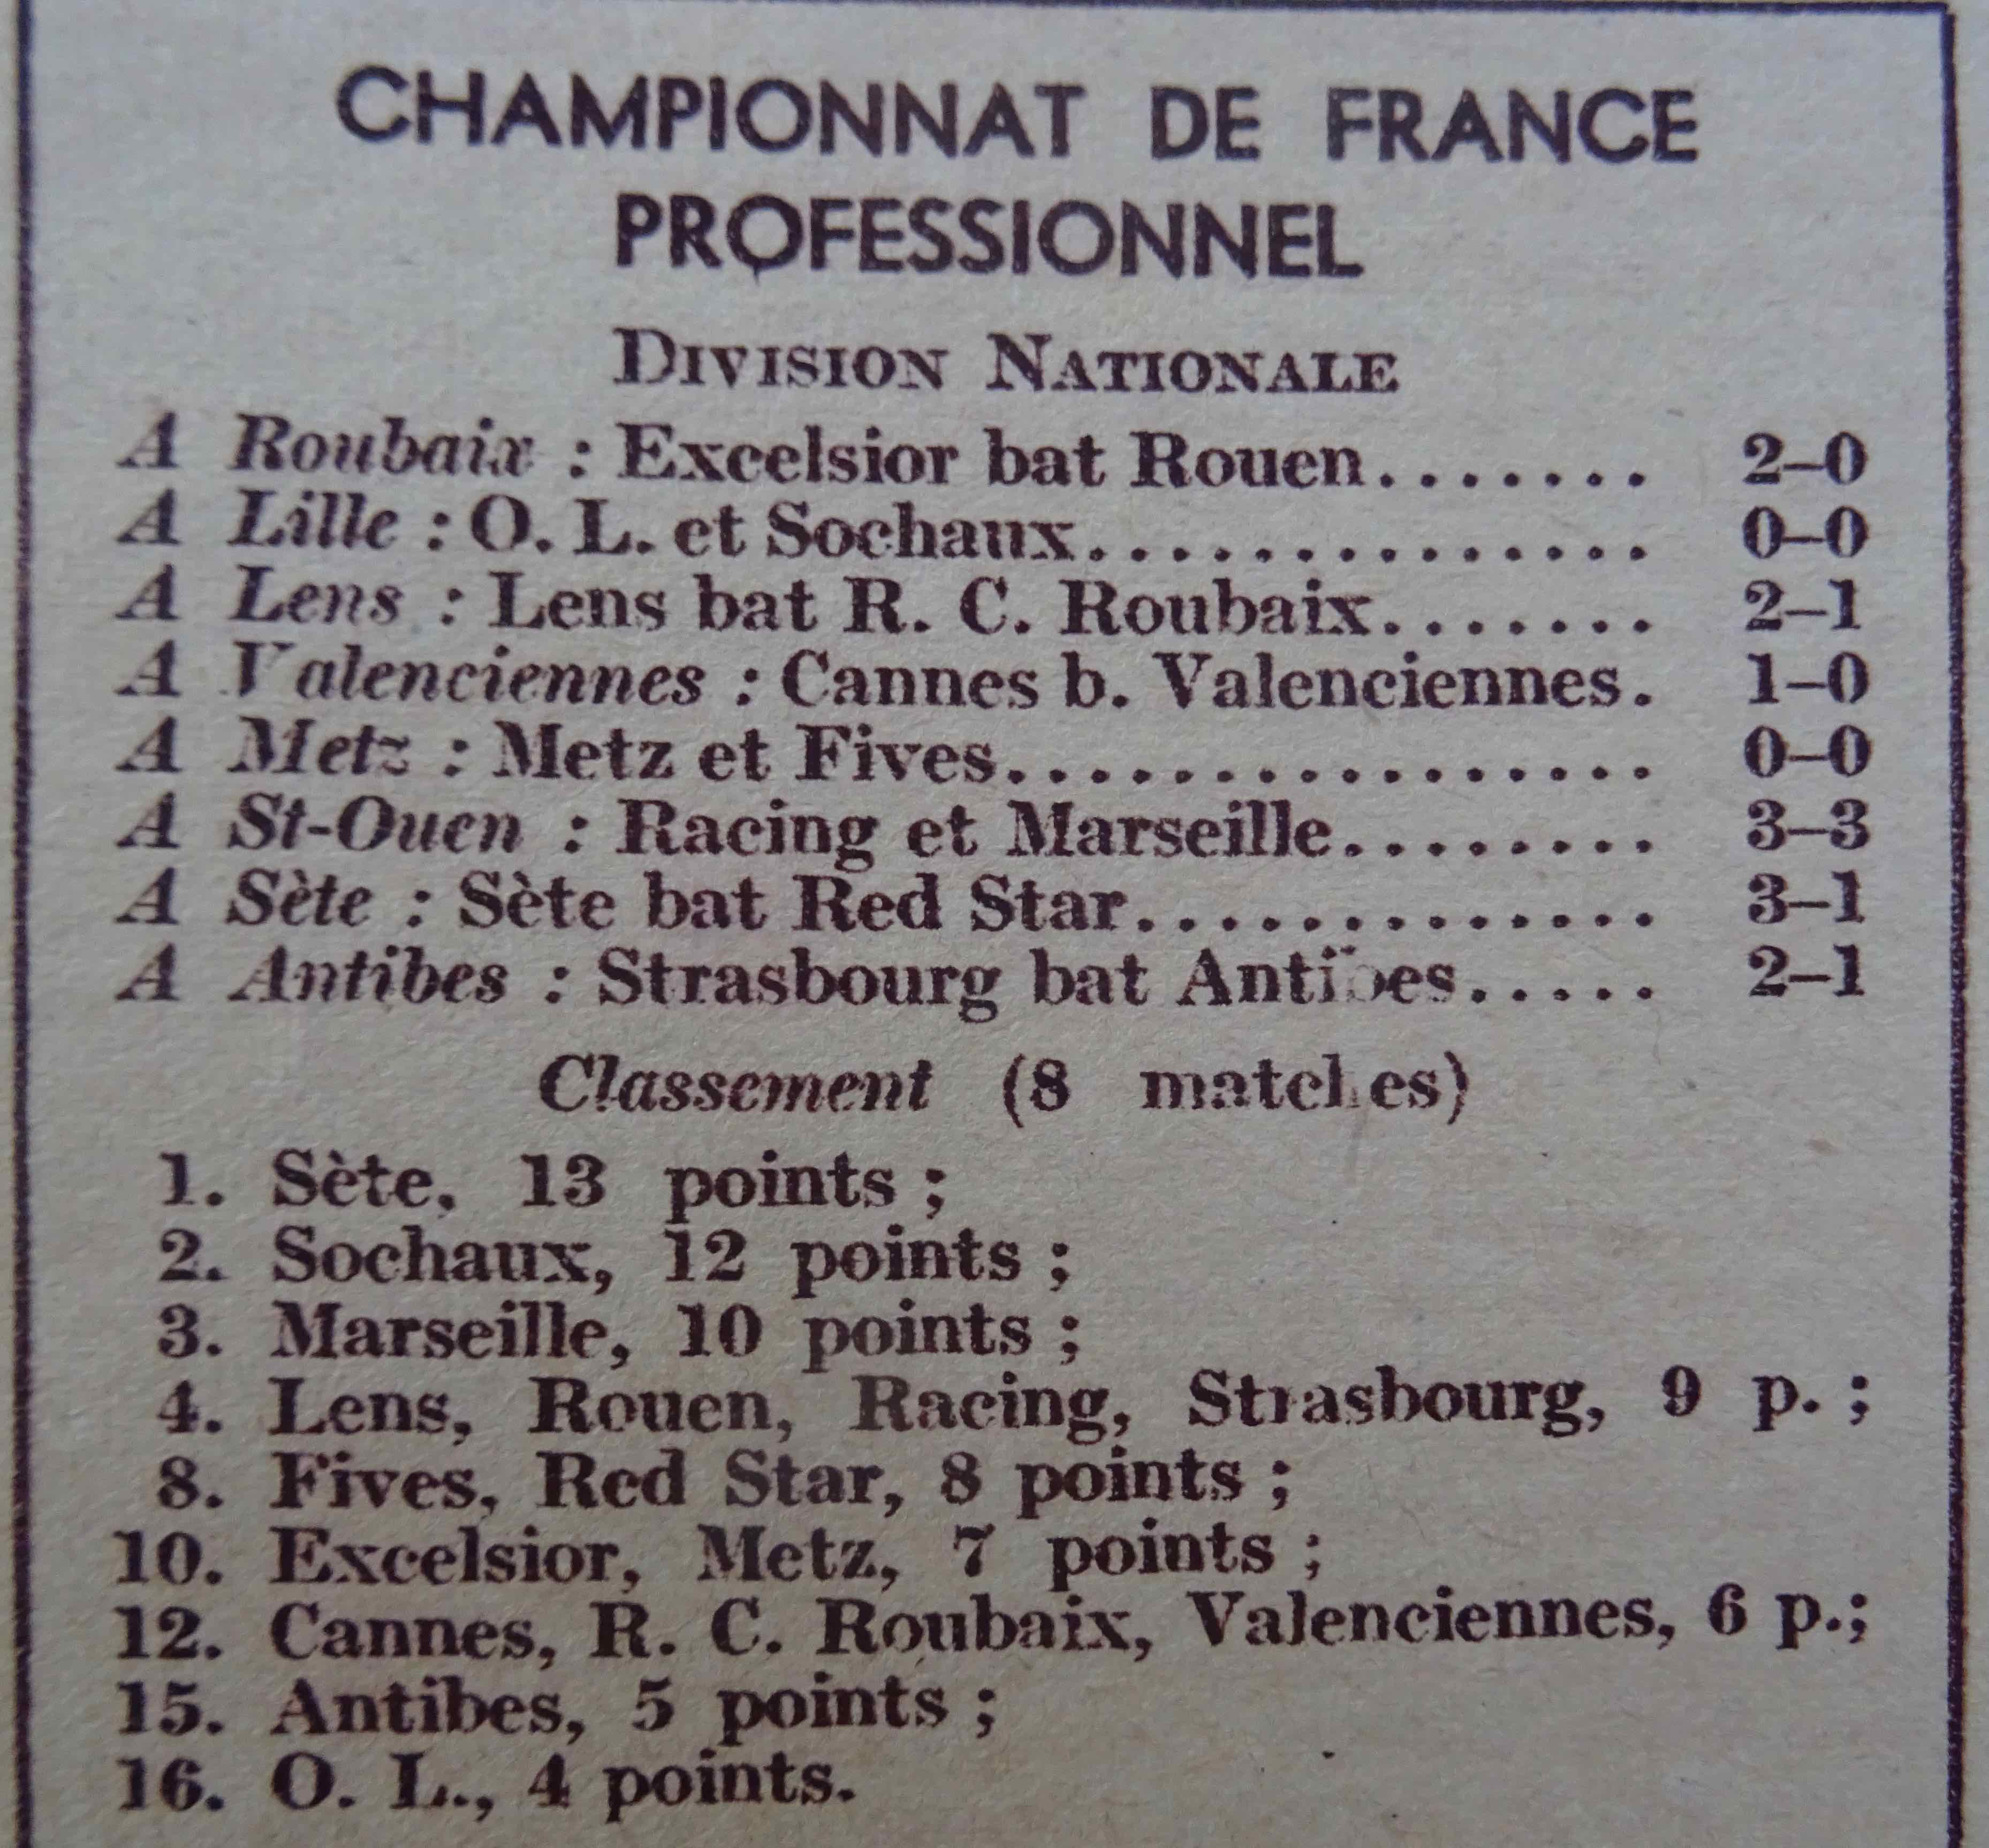 CHAMPIONNAT DE FRANCE
PROFESSIONNEL
DIVISION NATIONALE
A Roubaix : Excelsior bat Rouen....... 2–0
A Lille : O. L. et Sochaux.............. 0–0
A Lens : Lens bat R. C. Roubaix....... 2–1
A Valenciennes : Cannes b. Valenciennes. 1–0
A Metz : Metz et Fives................ 0–0
A St-Ouen : Racing et Marseille........ 3–3
A Sète : Sète bat Red Star............. 3–1
A Antibes : Strasbourg bat Antibes..... 2–1
Classement (8 matches)
1. Sète, 13 points ;
2. Sochaux, 12 points ;
3. Marseille, 10 points ;
4. Lens, Rouen, Racing, Strasbourg, 9 p. ;
8. Fives, Red Star, 8 points ;
10. Excelsior, Metz, 7 points ;
12. Cannes, R. C. Roubaix, Valenciennes, 6 p.;
15. Antibes, 5 points ;
16. O. L., 4 points.